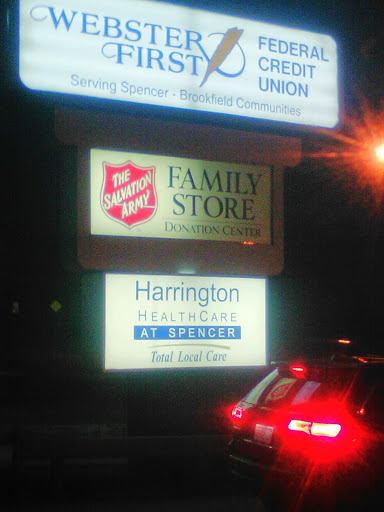 WEBSTER
FIRST
FEDERAL
CREDIT
UNION
Serving Spencer - Brookfield Communities
THE
SALVATION
ARMY
FAMILY
STORE
DONATION CENTER
Harrington
HEALTHCARE
AT SPENCER
Total Local Care